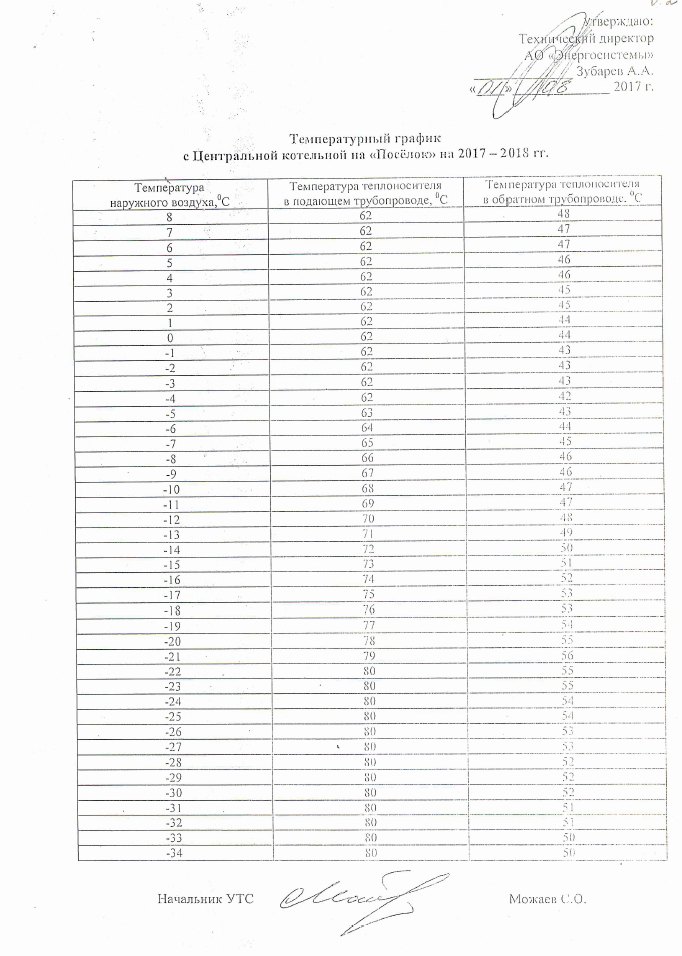 Утверждаю:
Технический директор
АО «Энергосистемы»
Зубарев А.А.
«01» 08 2017 г.
Температурный график
с Центральной котельной на «Посёлок» на 2017 – 2018 гг.
Температура наружного воздуха,⁰С Температура теплоносителя в подающем трубопроводе, ⁰С Температура теплоносителя в обратном трубопроводе. ⁰С
8 62 48
7 62 47
6 62 47
5 62 46
4 62 46
3 62 45
2 62 45
1 62 44
0 62 44
-1 62 43
-2 62 43
-3 62 43
-4 62 42
-5 63 43
-6 64 44
-7 65 45
-8 66 46
-9 67 46
-10 68 47
-11 69 47
-12 70 48
-13 71 49
-14 72 50
-15 73 51
-16 74 52
-17 75 53
-18 76 53
-19 77 54
-20 78 55
-21 79 56
-22 80 55
-23 80 55
-24 80 54
-25 80 54
-26 80 53
-27 80 53
-28 80 52
-29 80 52
-30 80 52
-31 80 51
-32 80 51
-33 80 50
-34 80 50
Начальник УТС Можаев С.О.